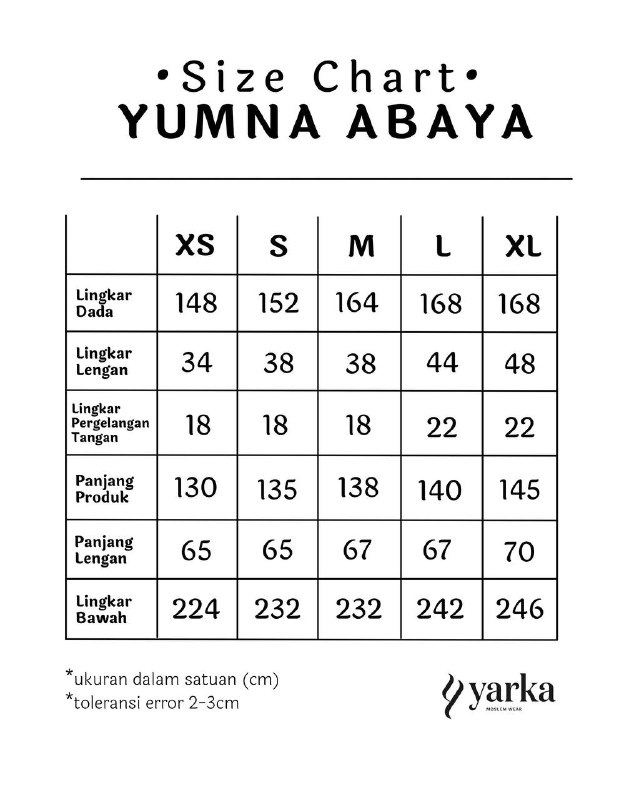 •Size Chart•
YUMNA ABAYA
XS S M L XL
Lingkar
Dada 148 152 164 168 168
Lingkar
Lengan 34 38 38 44 48
Lingkar
Pergelangan
Tangan 18 18 18 22 22
Panjang
Produk 130 135 138 140 145
Panjang
Lengan 65 65 67 67 70
Lingkar
Bawah 224 232 232 242 246
*ukuran dalam satuan (cm)
*toleransi error 2-3cm
yarka
MOSLEM WEAR